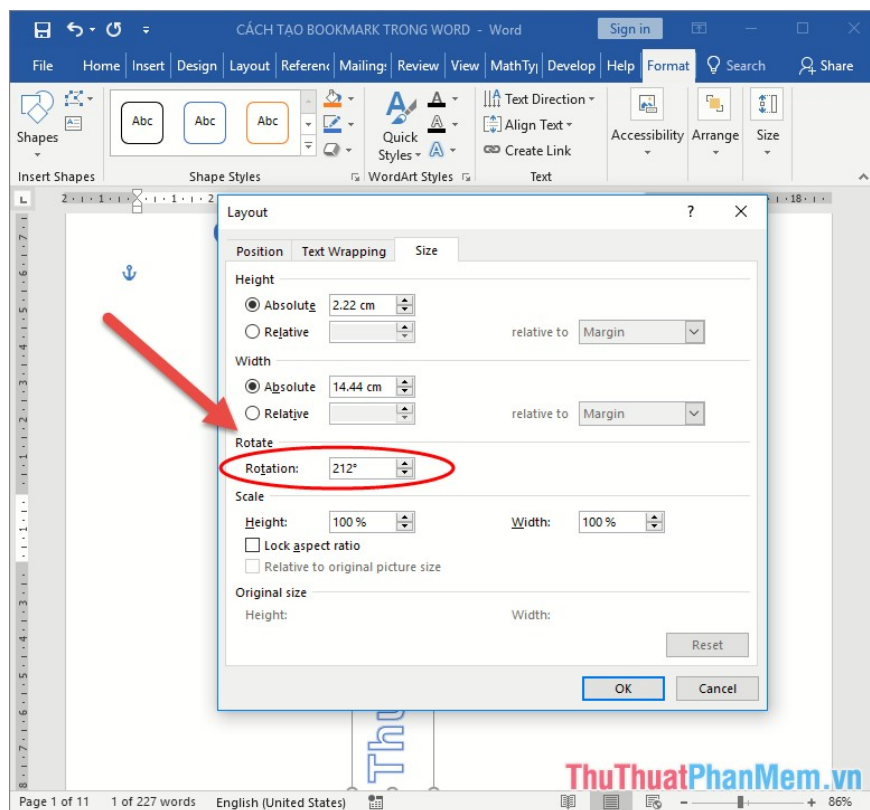 CÁCH TẠO BOOKMARK TRONG WORD - Word Sign in
File Home Insert Design Layout Referenc Mailing: Review View MathTy Develop Help Format Search Share
Abc Abc Abc
Shapes
Quick
Styles
Text Direction
Align Text
Create Link
Accessibility Arrange Size
Insert Shapes Shape Styles WordArt Styles Text
Layout ?
Position Text Wrapping Size
Height
Absolute 2.22 cm
Relative relative to Margin
Width
Absolute 14.44 cm
Relative relative to Margin
Rotate
Rotation: 212°
Scale
Height: 100 % Width: 100 %
Lock aspect ratio
Relative to original picture size
Original size
Height: Width:
Reset
OK Cancel
Thu
ThuThuatPhanMem.vn
Page 1 of 11 1 of 227 words English (United States) 86%